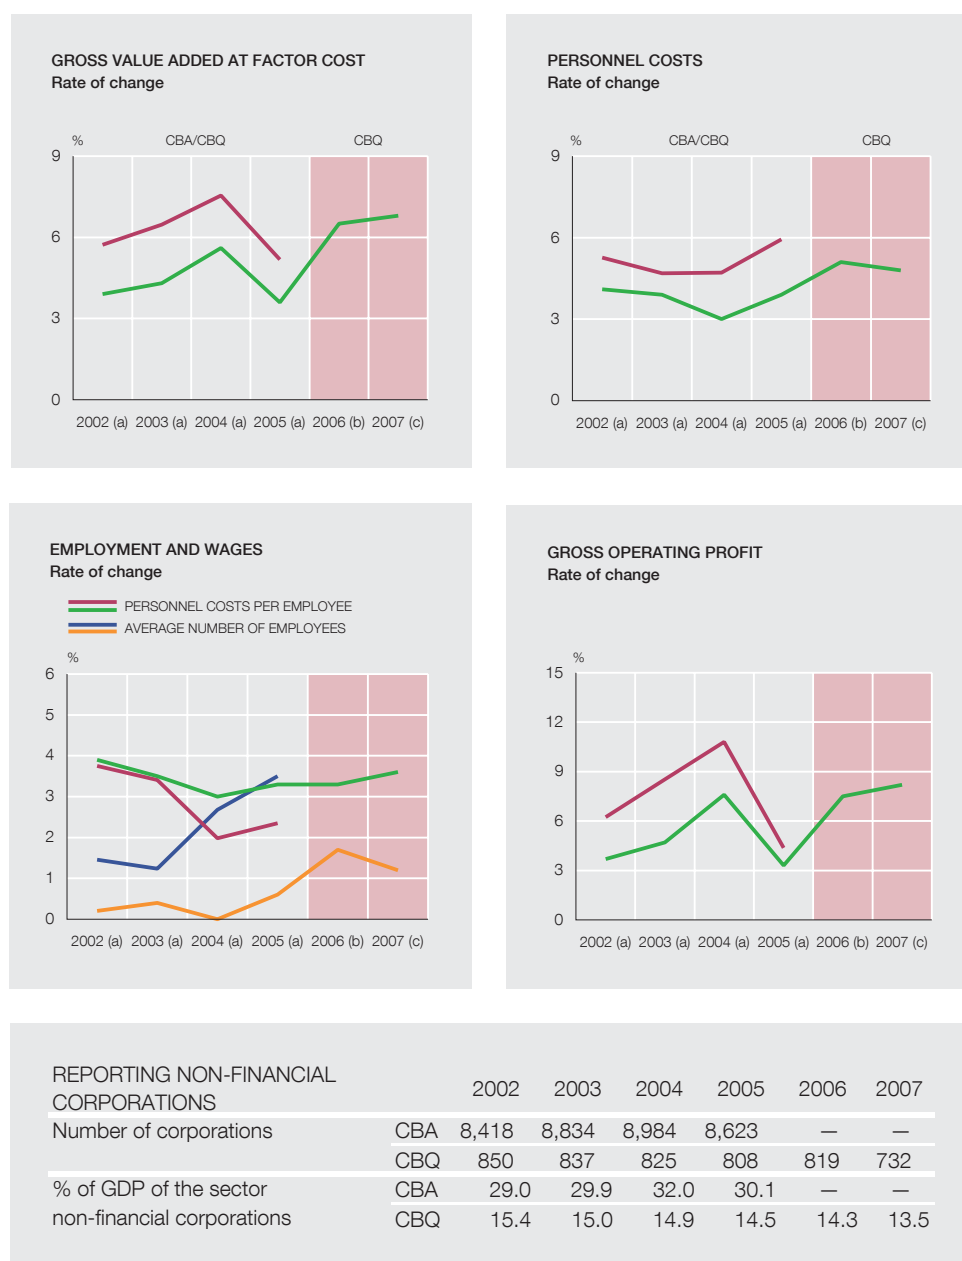 GROSS VALUE ADDED AT FACTOR COST
Rate of change
% CBA/CBQ CBQ
9
6
3
0
2002 (a) 2003 (a) 2004 (a) 2005 (a) 2006 (b) 2007 (c)
PERSONNEL COSTS
Rate of change
% CBA/CBQ CBQ
9
6
3
0
2002 (a) 2003 (a) 2004 (a) 2005 (a) 2006 (b) 2007 (c)
EMPLOYMENT AND WAGES
Rate of change
PERSONNEL COSTS PER EMPLOYEE
AVERAGE NUMBER OF EMPLOYEES
%
6
5
4
3
2
1
0
2002 (a) 2003 (a) 2004 (a) 2005 (a) 2006 (b) 2007 (c)
GROSS OPERATING PROFIT
Rate of change
%
15
12
9
6
3
0
2002 (a) 2003 (a) 2004 (a) 2005 (a) 2006 (b) 2007 (c)
REPORTING NON-FINANCIAL
CORPORATIONS 2002 2003 2004 2005 2006 2007
Number of corporations CBA 8,418 8,834 8,984 8,623 — —
CBQ 850 837 825 808 819 732
% of GDP of the sector CBA 29.0 29.9 32.0 30.1 — —
non-financial corporations CBQ 15.4 15.0 14.9 14.5 14.3 13.5